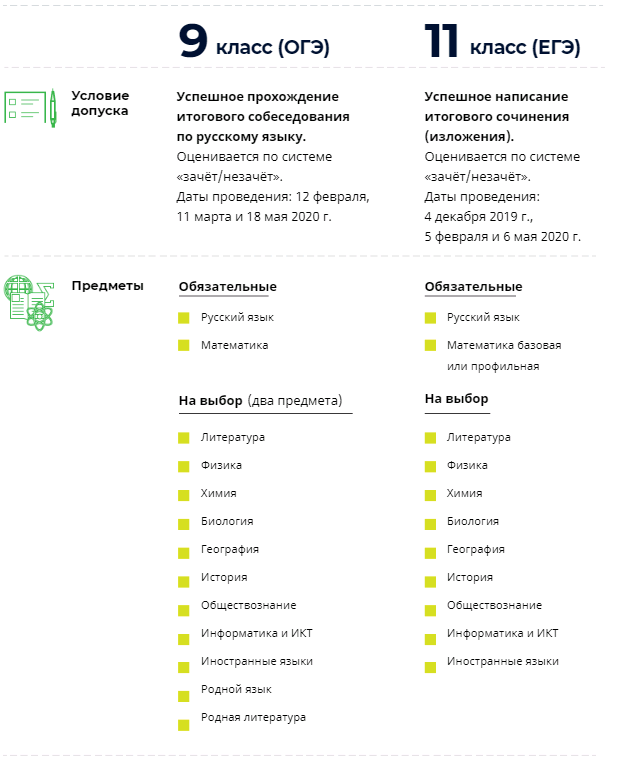 9 класс (ОГЭ)
11 класс (ЕГЭ)
Условие
допуска
Успешное прохождение
итогового собеседования
по русскому языку.
Оценивается по системе
«зачёт/незачёт».
Даты проведения: 12 февраля,
11 марта и 18 мая 2020 г.
Успешное написание
итогового сочинения
(изложения).
Оценивается по системе
«зачёт/незачёт».
Даты проведения:
4 декабря 2019 г.,
5 февраля и 6 мая 2020 г.
Предметы
Обязательные
Русский язык
Математика
На выбор (два предмета)
Литература
Физика
Химия
Биология
География
История
Обществознание
Информатика и ИКТ
Иностранные языки
Родной язык
Родная литература
Обязательные
Русский язык
Математика базовая
или профильная
На выбор
Литература
Физика
Химия
Биология
География
История
Обществознание
Информатика и ИКТ
Иностранные языки